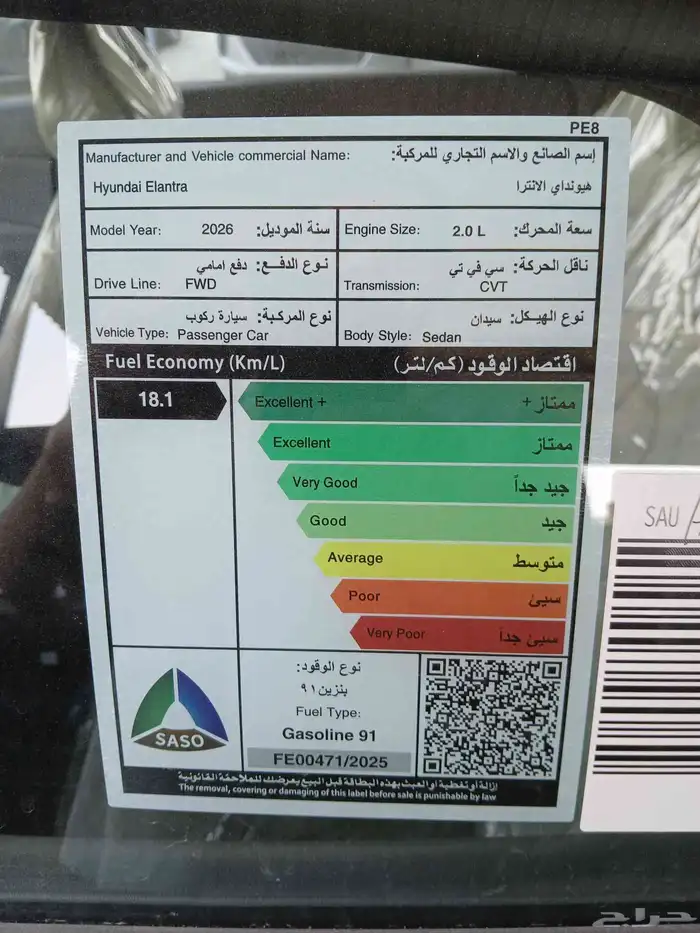 PE8
Manufacturer and Vehicle commercial Name: إسم الصانع والاسم التجاري للمركبة:
Hyundai Elantra هيونداي الانترا
Model Year: 2026 سنة الموديل:
Engine Size: 2.0 L سعة المحرك:
نوع الدفع: دفع امامي
Drive Line: FWD
ناقل الحركة: سي في تي
Transmission: CVT
نوع المركبة: سيارة ركوب
Vehicle Type: Passenger Car
نوع الهيكل: سيدان
Body Style: Sedan
Fuel Economy (Km/L) اقتصاد الوقود (كم/لتر)
18.1
Excellent + ممتاز +
Excellent ممتاز
Very Good جيد جداً
Good جيد
Average متوسط
Poor سيئ
Very Poor سيئ جداً
SASO
نوع الوقود:
بنزين ٩١
Fuel Type:
Gasoline 91
FE00471/2025
إزالة أو تغطية أو العبث بهذه البطاقة قبل البيع يعرضك للملاحقة القانونية
The removal, covering or damaging of this label before sale is punishable by law
SAU
حراج